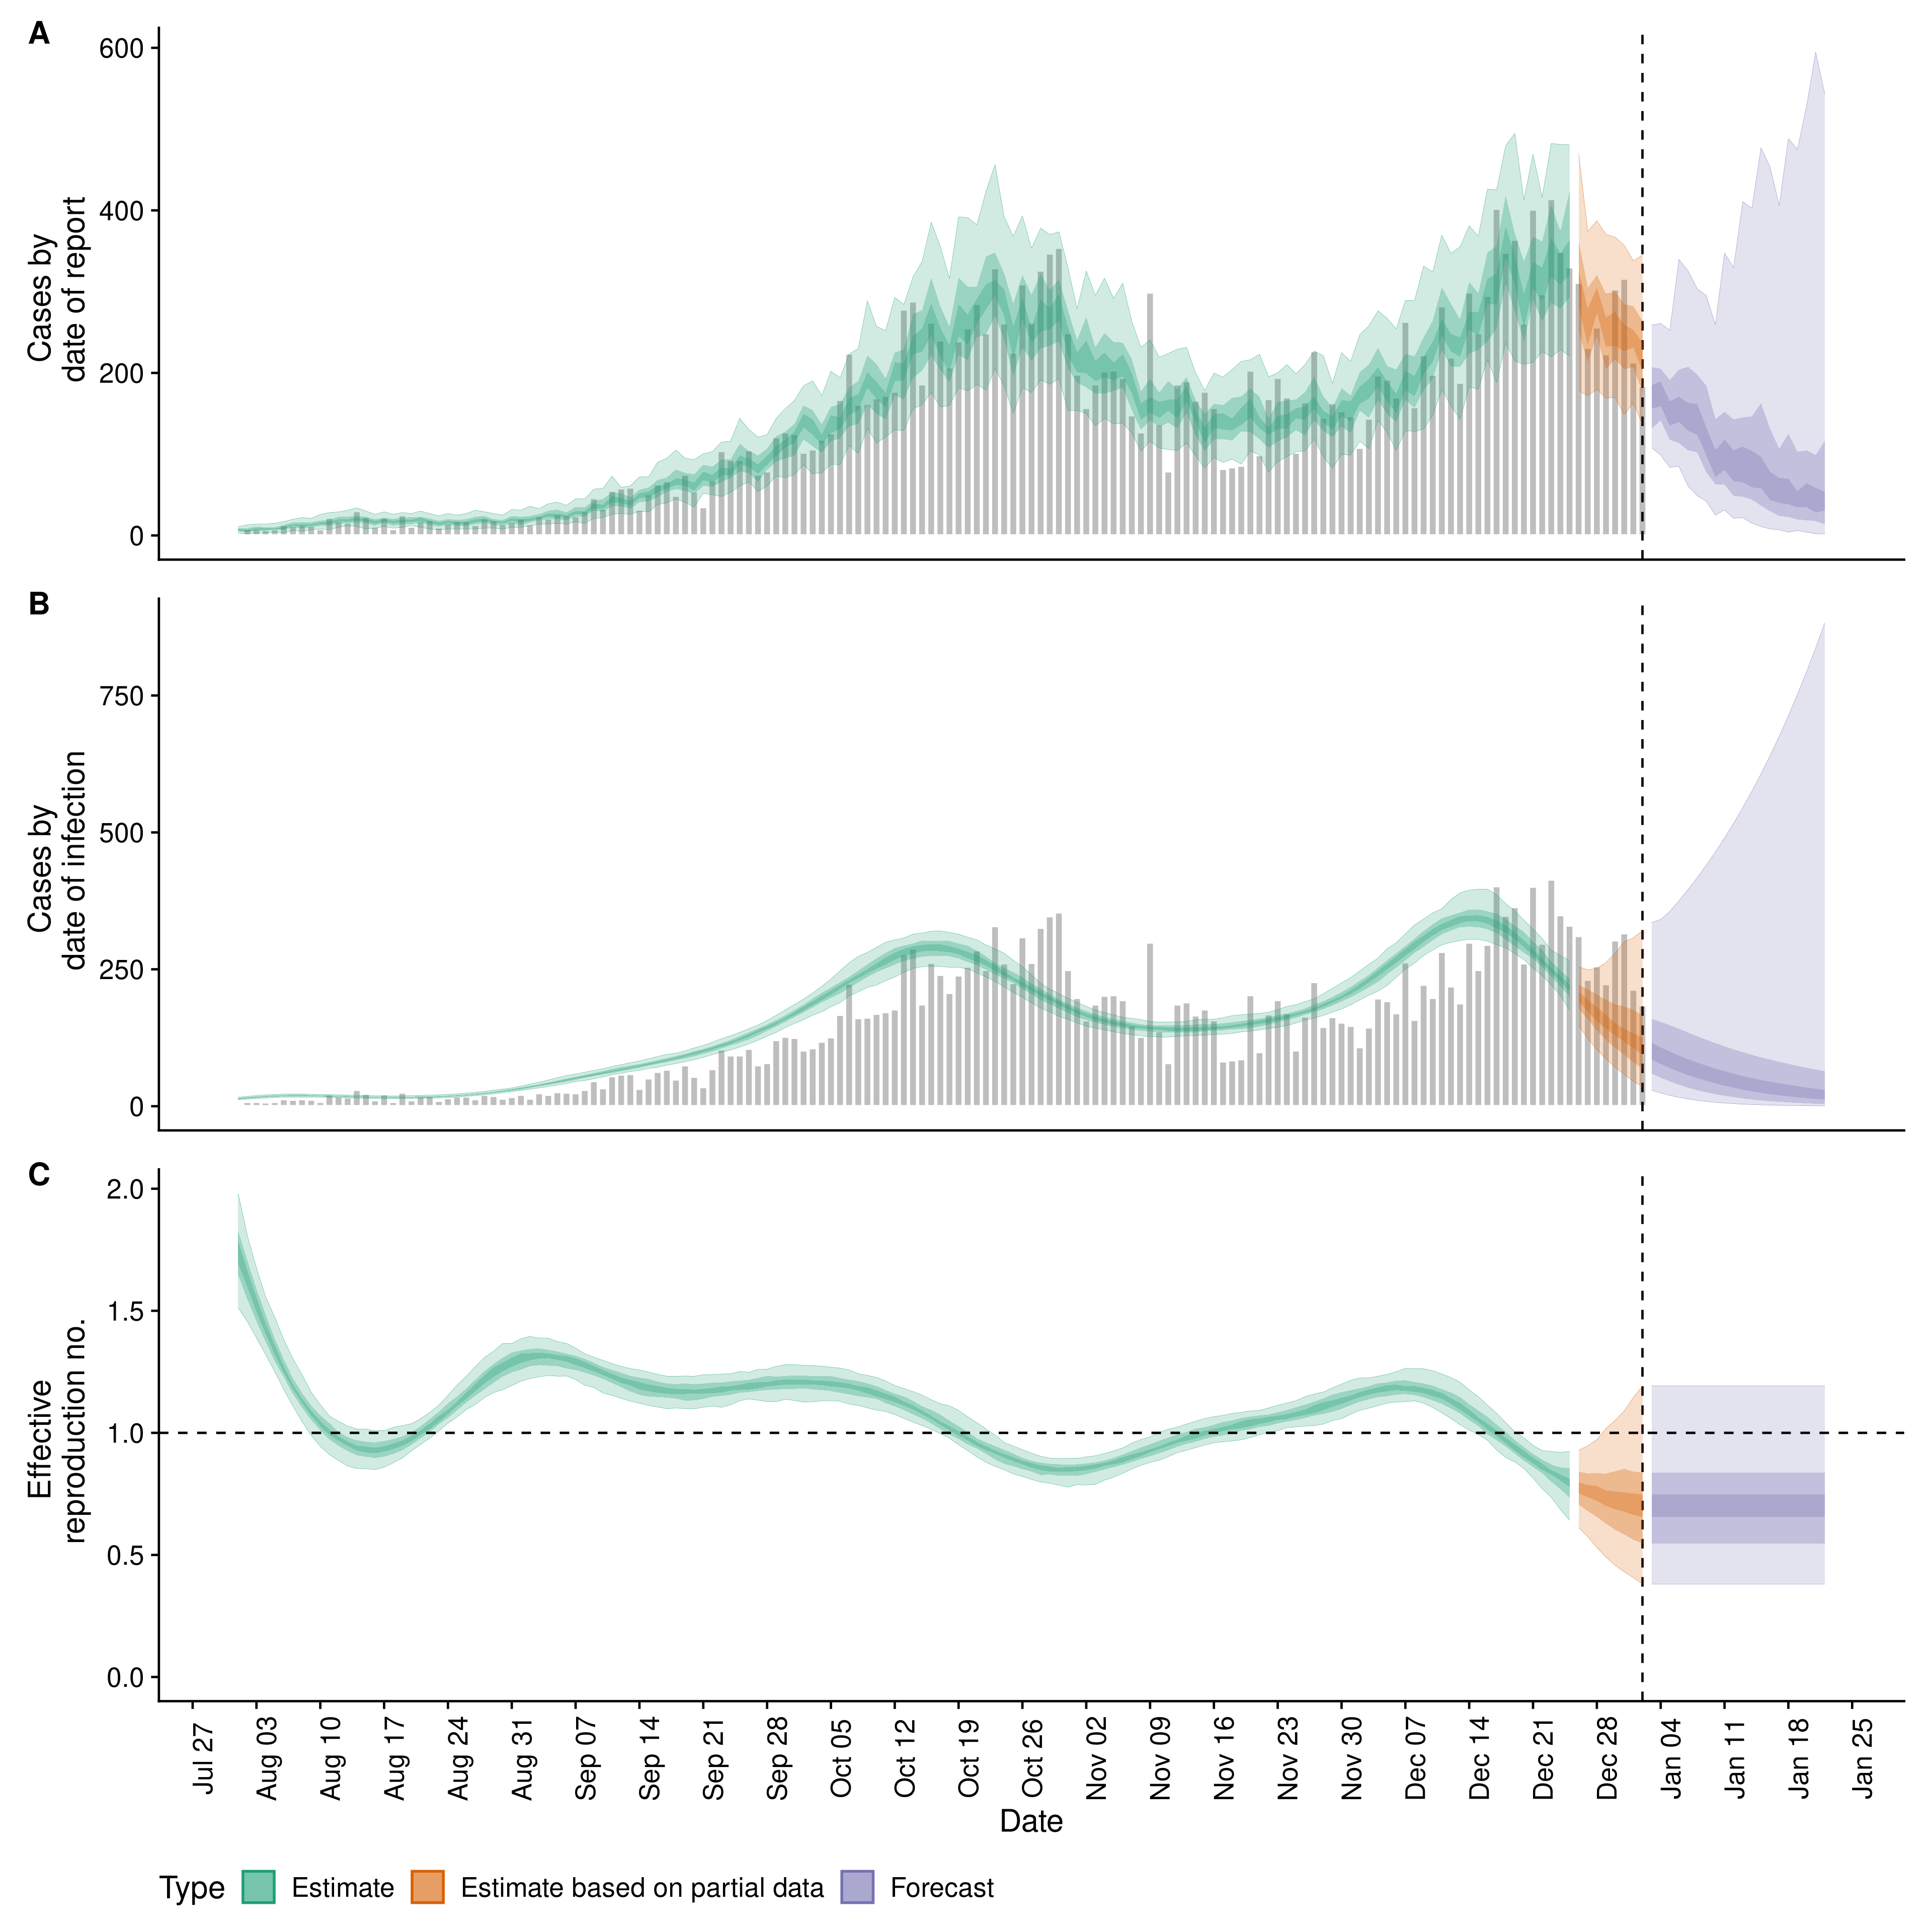 A
600
400
200
0
Cases by
date of report
B
750
500
250
0
Cases by
date of infection
C
2.0
1.5
1.0
0.5
0.0
Effective
reproduction no.
Jul 27
Aug 03
Aug 10
Aug 17
Aug 24
Aug 31
Sep 07
Sep 14
Sep 21
Sep 28
Oct 05
Oct 12
Oct 19
Oct 26
Nov 02
Nov 09
Nov 16
Nov 23
Nov 30
Dec 07
Dec 14
Dec 21
Dec 28
Jan 04
Jan 11
Jan 18
Jan 25
Date
Type Estimate Estimate based on partial data Forecast